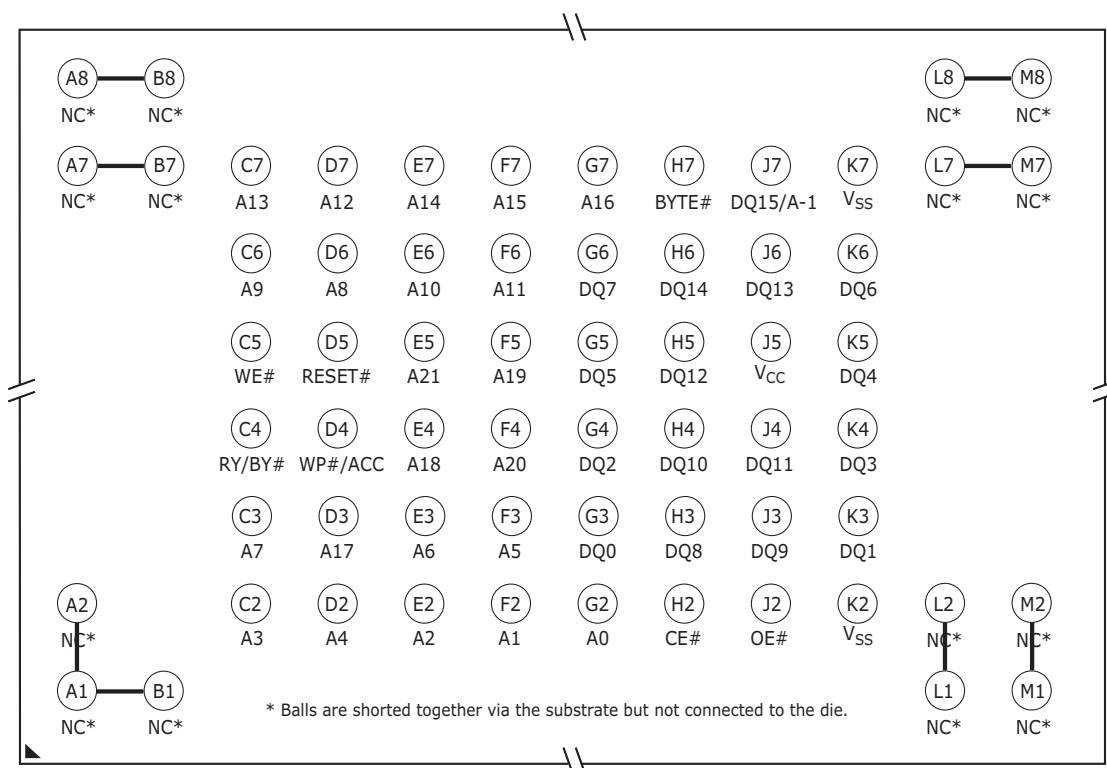 A8 B8 L8 M8
NC* NC* NC* NC*
A7 B7 C7 D7 E7 F7 G7 H7 J7 K7 L7 M7
NC* NC* A13 A12 A14 A15 A16 BYTE# DQ15/A-1 VSS NC* NC*
C6 D6 E6 F6 G6 H6 J6 K6
A9 A8 A10 A11 DQ7 DQ14 DQ13 DQ6
C5 D5 E5 F5 G5 H5 J5 K5
WE# RESET# A21 A19 DQ5 DQ12 VCC DQ4
C4 D4 E4 F4 G4 H4 J4 K4
RY/BY# WP#/ACC A18 A20 DQ2 DQ10 DQ11 DQ3
C3 D3 E3 F3 G3 H3 J3 K3
A7 A17 A6 A5 DQ0 DQ8 DQ9 DQ1
A2 C2 D2 E2 F2 G2 H2 J2 K2 L2 M2
NC* A3 A4 A2 A1 A0 CE# OE# VSS NC* NC*
A1 B1 L1 M1
NC* NC* NC* NC*
* Balls are shorted together via the substrate but not connected to the die.